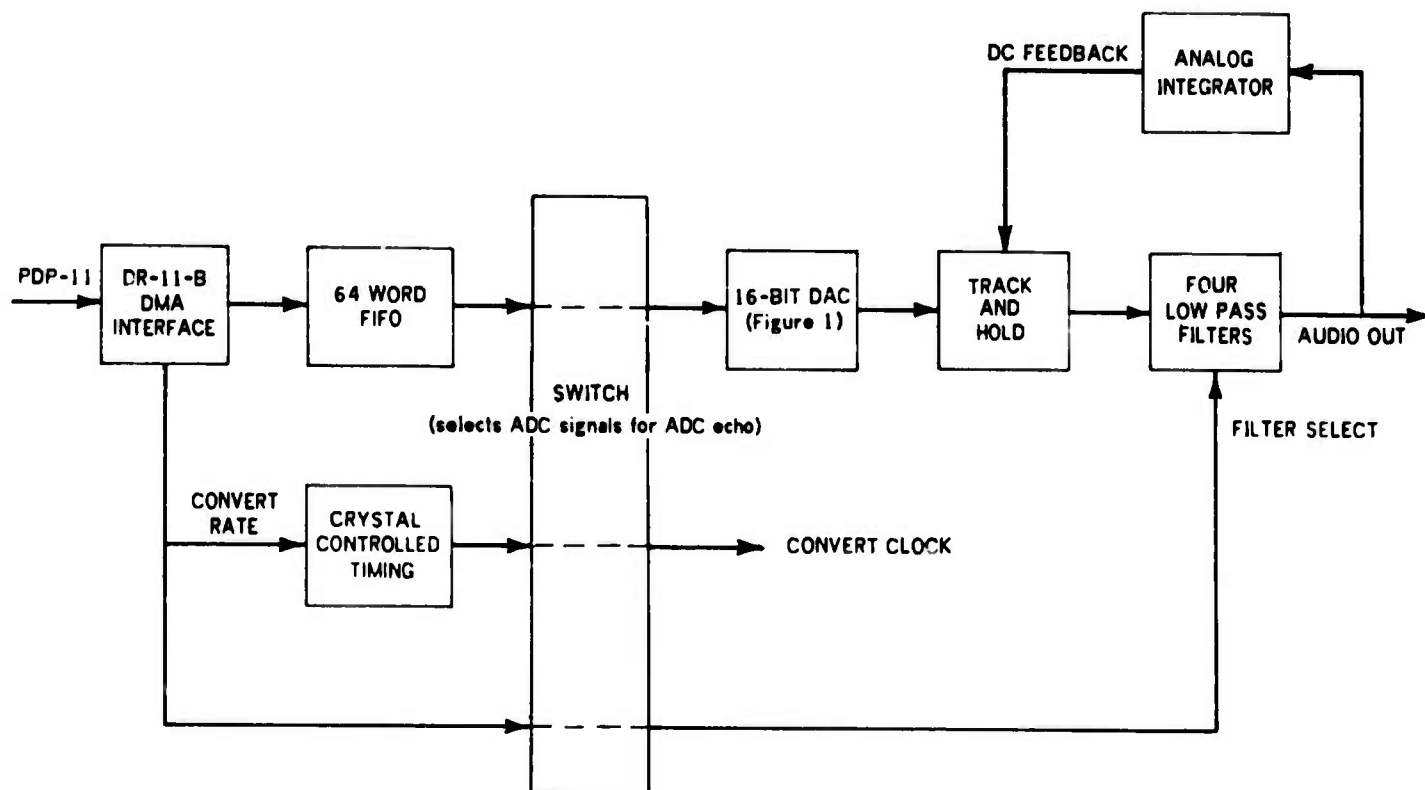 DC FEEDBACK
ANALOG
INTEGRATOR
PDP-11
DR-11-B
DMA
INTERFACE
64 WORD
FIFO
16-BIT DAC
(Figure 1)
TRACK
AND
HOLD
FOUR
LOW PASS
FILTERS
AUDIO OUT
SWITCH
(selects ADC signals for ADC echo)
FILTER SELECT
CONVERT
RATE
CRYSTAL
CONTROLLED
TIMING
CONVERT CLOCK